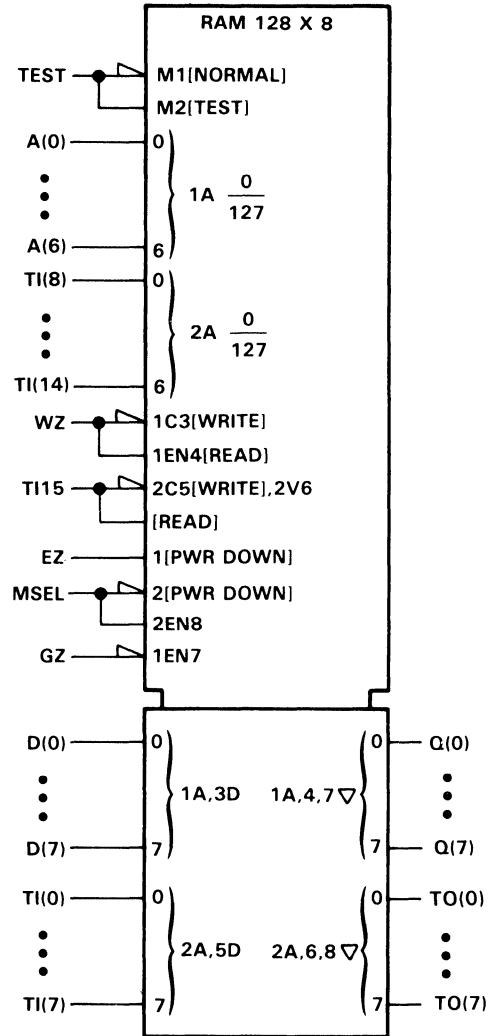 RAM 128 X 8
TEST M1[NORMAL]
M2[TEST]
A(0) 0
1A 0
127
A(6) 6
TI(8) 0
2A 0
127
TI(14) 6
WZ 1C3[WRITE]
1EN4[READ]
TI15 2C5[WRITE],2V6
[READ]
EZ 1[PWR DOWN]
MSEL 2[PWR DOWN]
2EN8
GZ 1EN7
D(0) 0 0 Q(0)
1A,3D 1A,4,7
D(7) 7 7 Q(7)
TI(0) 0 0 TO(0)
2A,5D 2A,6,8
TI(7) 7 7 TO(7)